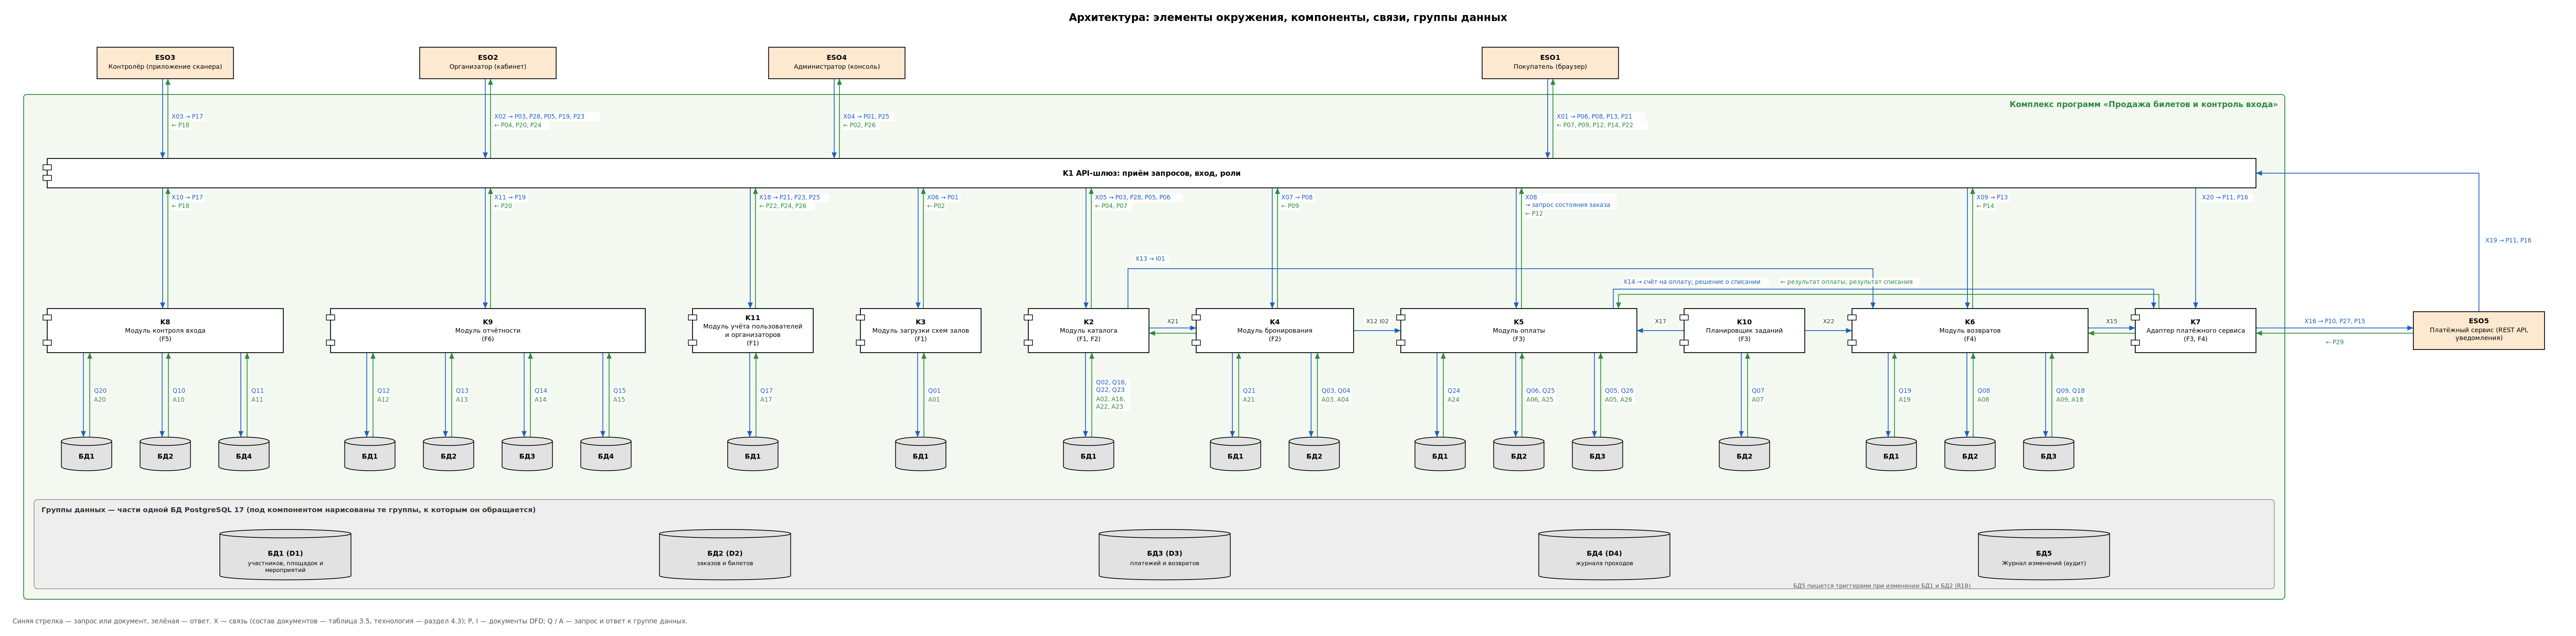 Архитектура: элементы окружения, компоненты, связи, группы данных
ESO3
Контролёр (приложение сканера)
ESO2
Организатор (кабинет)
ESO4
Администратор (консоль)
ESO1
Покупатель (браузер)
Комплекс программ «Продажа билетов и контроль входа»
X03 → P17
← P18
X02 → P03, P28, P05, P19, P23
← P04, P20, P24
X04 → P01, P25
← P02, P26
X01 → P06, P08, P13, P21
← P07, P09, P12, P14, P22
K1 API-шлюз: приём запросов, вход, роли
X10 → P17
← P18
X11 → P19
← P20
X18 → P21, P23, P25
← P22, P24, P26
X06 → P01
← P02
X05 → P03, P28, P05, P06
← P04, P07
X07 → P08
← P09
X08
→ запрос состояния заказа
← P12
X09 → P13
← P14
X20 → P11, P16
X19 → P11, P16
X13 → I01
X14 → счёт на оплату; решение о списании
← результат оплаты; результат списания
K8
Модуль контроля входа
(F5)
K9
Модуль отчётности
(F6)
K11
Модуль учёта пользователей
и организаторов
(F1)
K3
Модуль загрузки схем залов
(F1)
K2
Модуль каталога
(F1, F2)
X21
K4
Модуль бронирования
(F2)
X12 I02
K5
Модуль оплаты
(F3)
X17
K10
Планировщик заданий
(F3)
X22
K6
Модуль возвратов
(F4)
X15
K7
Адаптер платёжного сервиса
(F3, F4)
X16 → P10, P27, P15
← P29
ESO5
Платёжный сервис (REST API,
уведомления)
Q20
A20
Q10
A10
Q11
A11
Q12
A12
Q13
A13
Q14
A14
Q15
A15
Q17
A17
Q01
A01
Q02, Q16,
Q22, Q23
A02, A16,
A22, A23
Q21
A21
Q03, Q04
A03, A04
Q24
A24
Q06, Q25
A06, A25
Q05, Q26
A05, A26
Q07
A07
Q19
A19
Q08
A08
Q09, Q18
A09, A18
БД1
БД2
БД4
БД1
БД2
БД3
БД4
БД1
БД1
БД1
БД1
БД2
БД1
БД2
БД3
БД2
БД1
БД2
БД3
Группы данных — части одной БД PostgreSQL 17 (под компонентом нарисованы те группы, к которым он обращается)
БД1 (D1)
участников, площадок и
мероприятий
БД2 (D2)
заказов и билетов
БД3 (D3)
платежей и возвратов
БД4 (D4)
журнала проходов
БД5
Журнал изменений (аудит)
БД5 пишется триггерами при изменении БД1 и БД2 (R18)
Синяя стрелка — запрос или документ, зелёная — ответ. X — связь (состав документов — таблица 3.5, технология — раздел 4.3); P, I — документы DFD; Q / A — запрос и ответ к группе данных.